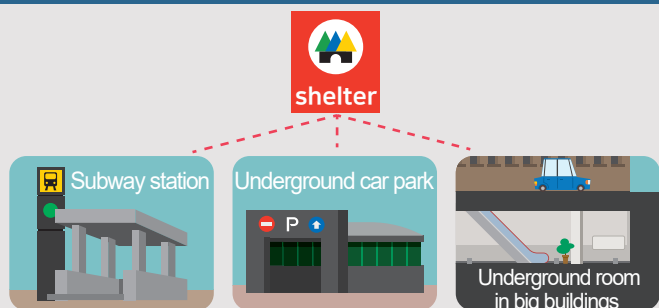 shelter
Subway station
Underground car park
P
Underground room
in big buildings